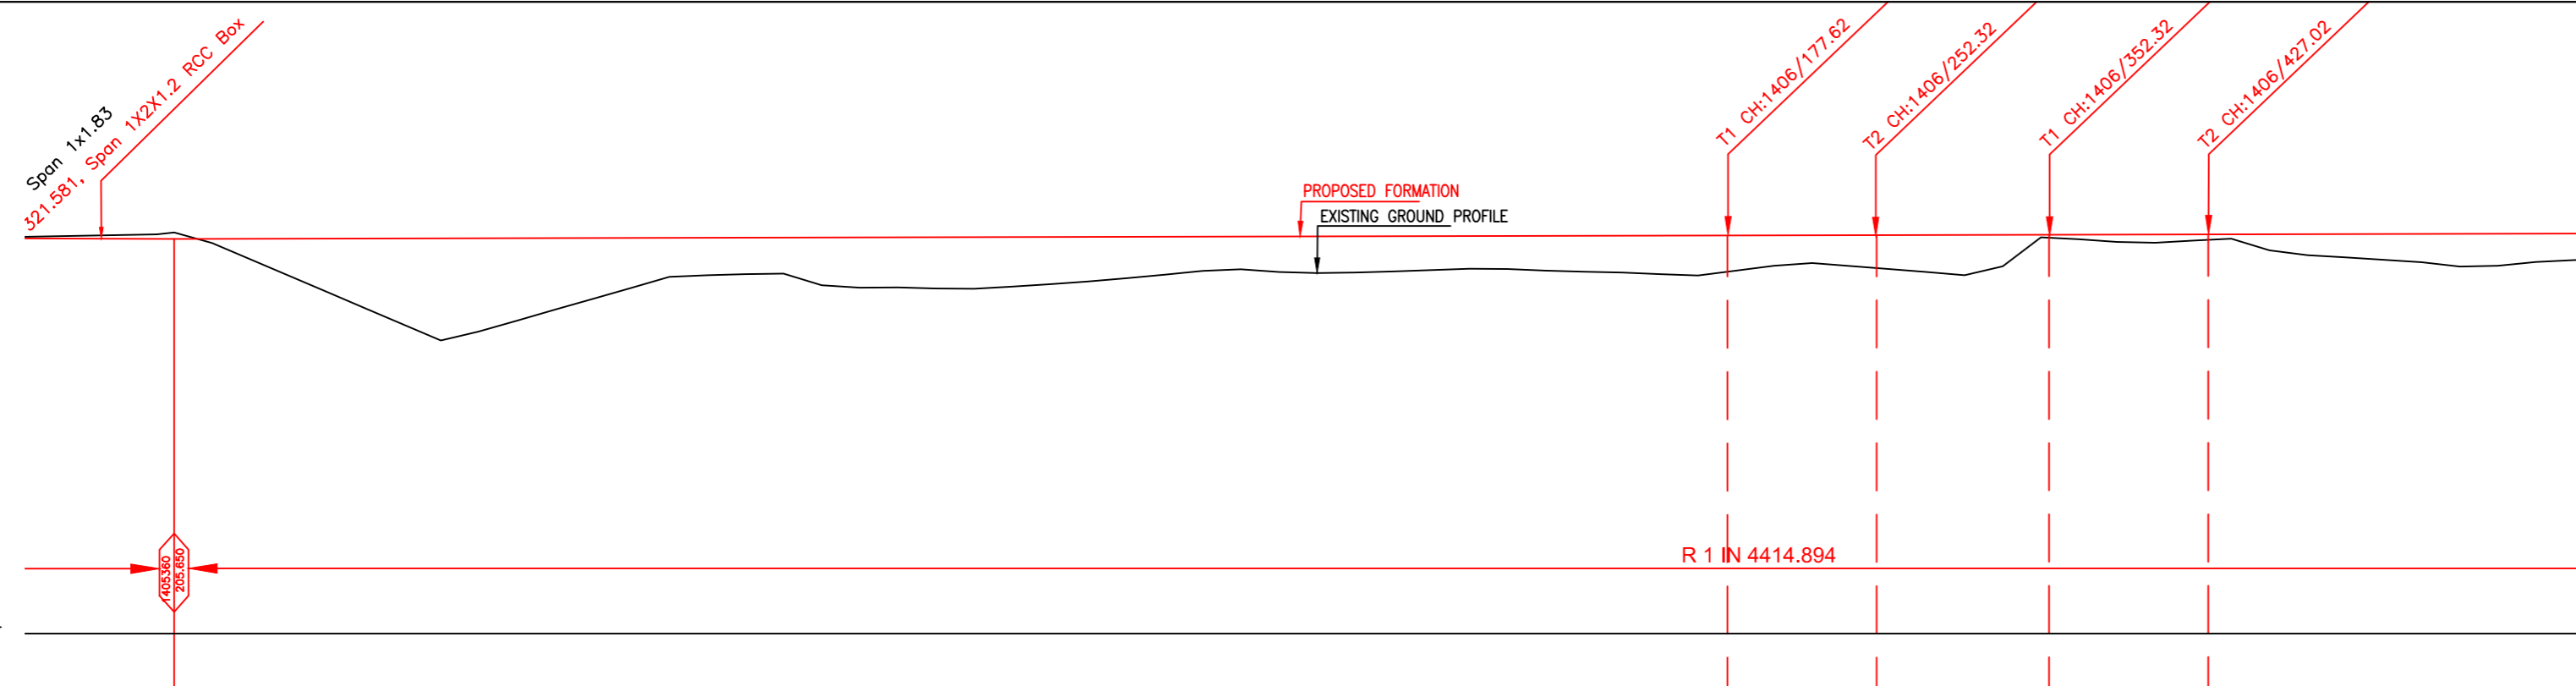 Span 1x1.83
321.581, Span 1X2X1.2 RCC Box
PROPOSED FORMATION
EXISTING GROUND PROFILE
T1 CH:1406/177.62
T2 CH:1406/252.32
T1 CH:1406/352.32
T2 CH:1406/427.02
1405360
205.650
R 1 IN 4414.894